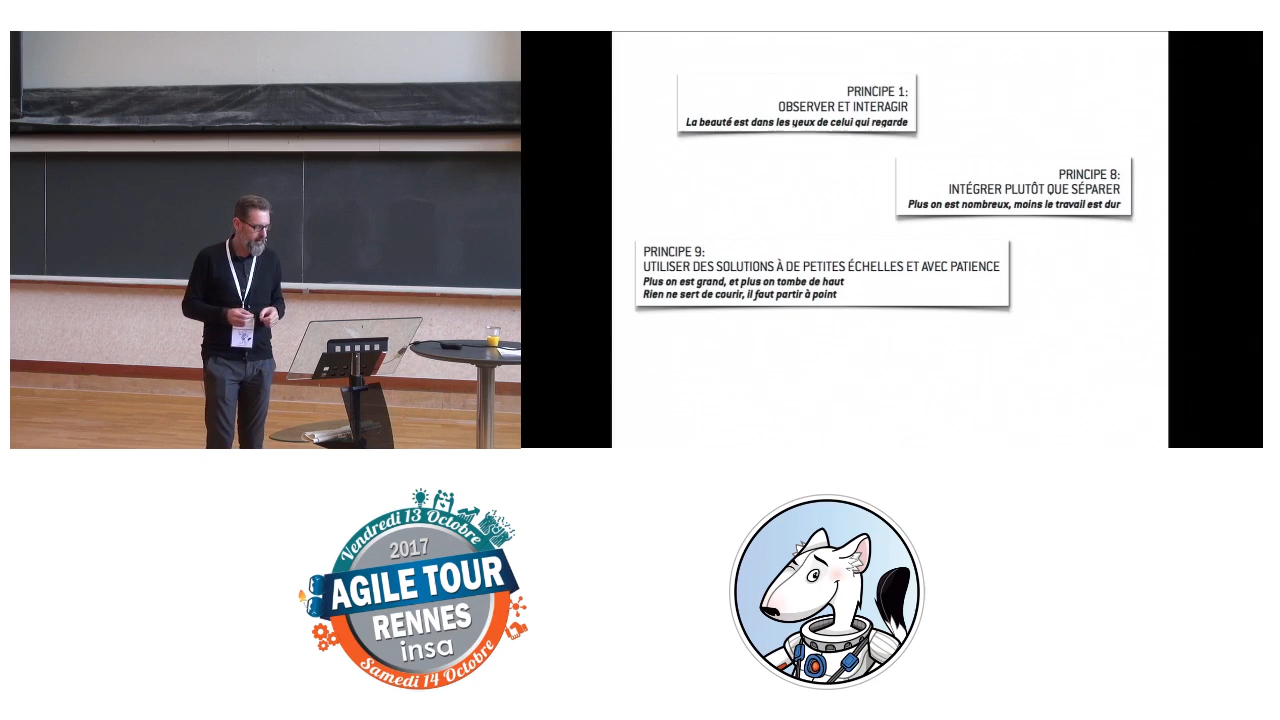 PRINCIPE 1:
OBSERVER ET INTERAGIR
La beauté est dans les yeux de celui qui regarde
PRINCIPE 8:
INTÉGRER PLUTÔT QUE SÉPARER
Plus on est nombreux, moins le travail est dur
PRINCIPE 9:
UTILISER DES SOLUTIONS À DE PETITES ÉCHELLES ET AVEC PATIENCE
Plus on est grand, et plus on tombe de haut
Rien ne sert de courir, il faut partir à point
Vendredi 13 Octobre
2017
AGILE TOUR
RENNES
insa
Samedi 14 Octobre